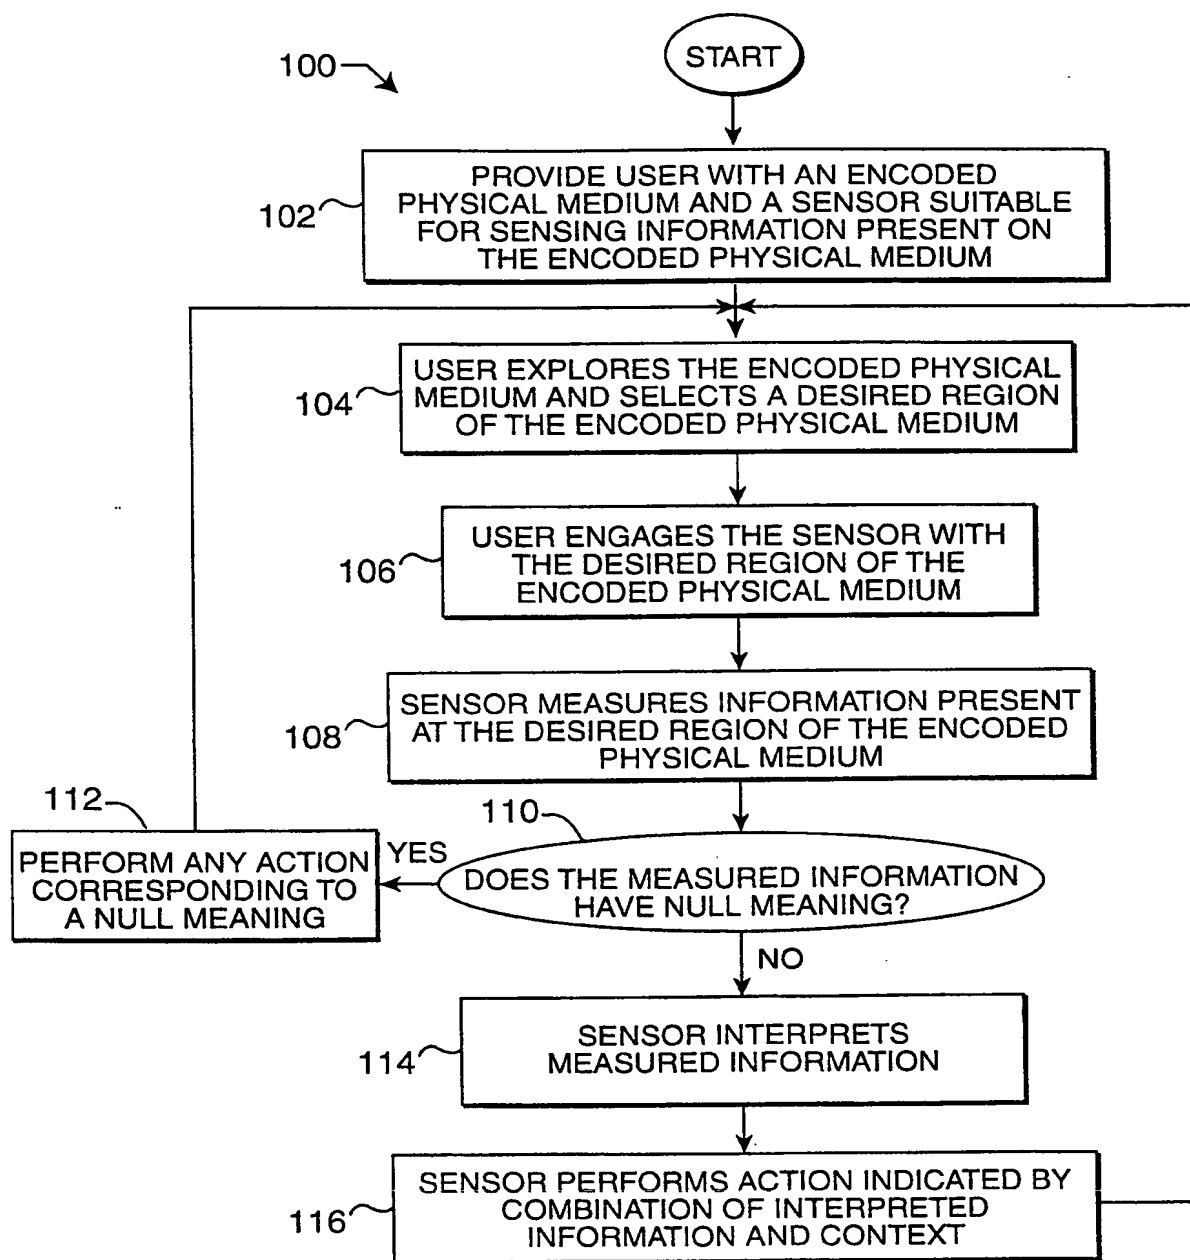 START
100
PROVIDE USER WITH AN ENCODED
PHYSICAL MEDIUM AND A SENSOR SUITABLE
FOR SENSING INFORMATION PRESENT ON
THE ENCODED PHYSICAL MEDIUM
102
USER EXPLORES THE ENCODED PHYSICAL
MEDIUM AND SELECTS A DESIRED REGION
OF THE ENCODED PHYSICAL MEDIUM
104
USER ENGAGES THE SENSOR WITH
THE DESIRED REGION OF THE
ENCODED PHYSICAL MEDIUM
106
SENSOR MEASURES INFORMATION PRESENT
AT THE DESIRED REGION OF THE ENCODED
PHYSICAL MEDIUM
108
110
DOES THE MEASURED INFORMATION
HAVE NULL MEANING?
YES
112
PERFORM ANY ACTION
CORRESPONDING TO
A NULL MEANING
NO
SENSOR INTERPRETS
MEASURED INFORMATION
114
SENSOR PERFORMS ACTION INDICATED BY
COMBINATION OF INTERPRETED
INFORMATION AND CONTEXT
116